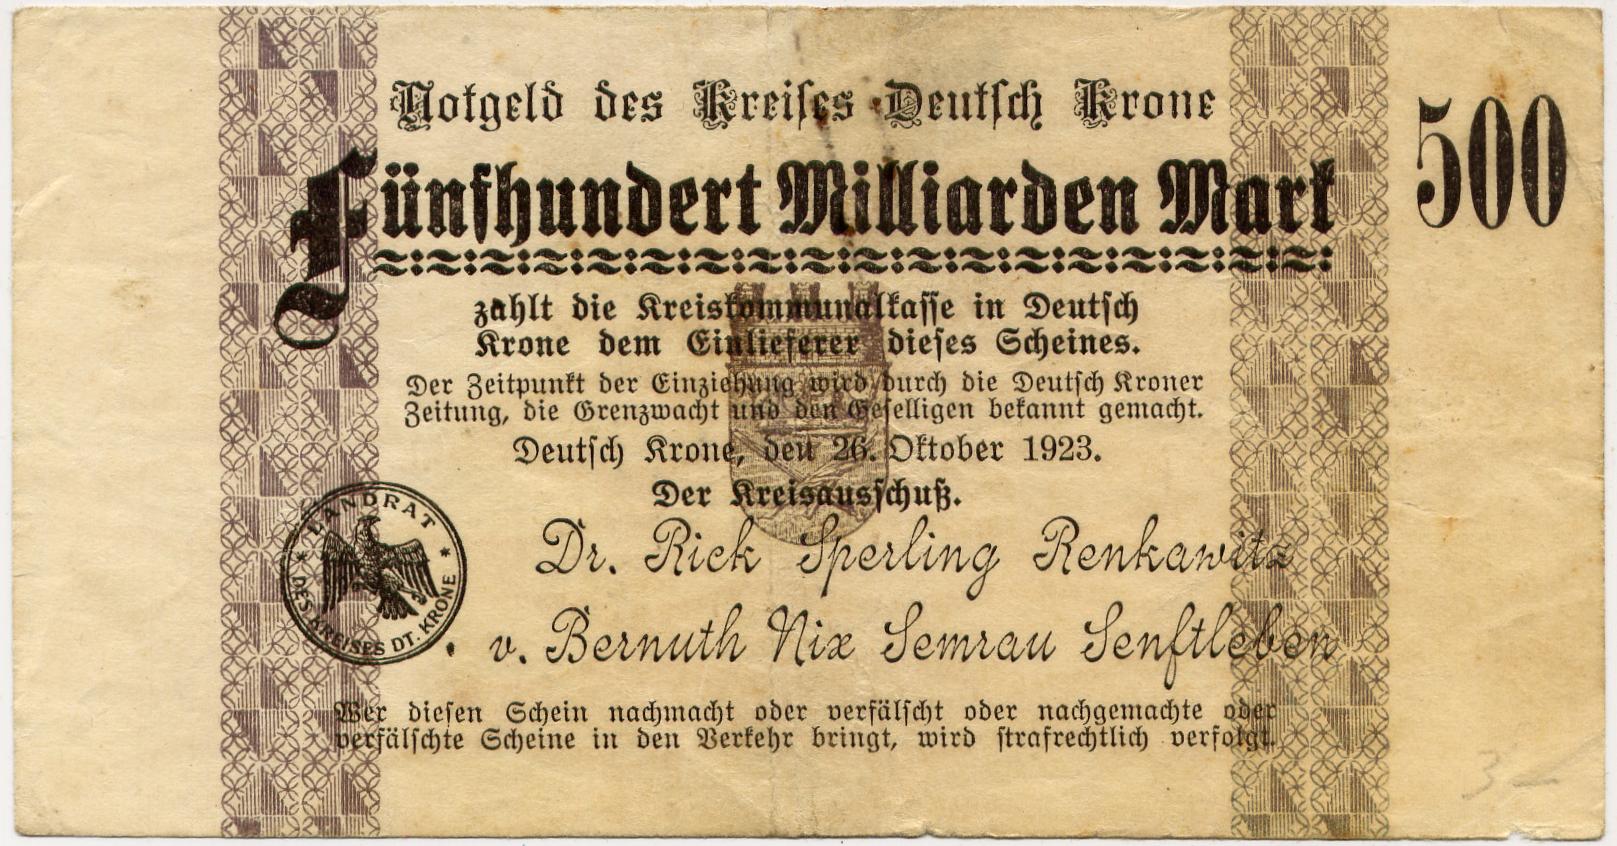 Notgeld des Kreises Deutsch Krone
500
Fünfhundert Milliarden Mark
zahlt die Kreiskommunalkasse in Deutsch
Krone dem Einlieferer dieses Scheines.
Der Zeitpunkt der Einziehung wird durch die Deutsch Kroner
Zeitung, die Grenzwacht und den Geselligen bekannt gemacht.
Deutsch Krone, den 26. Oktober 1923.
Der Kreisausschuß.
LANDRAT
* DES KREISES DT. KRONE *
Dr. Rick Sperling Renkawitz
v. Bernuth Nix Semrau Senftleben
Wer diesen Schein nachmacht oder verfälscht oder nachgemachte oder
verfälschte Scheine in den Verkehr bringt, wird strafrechtlich verfolgt.
3 –